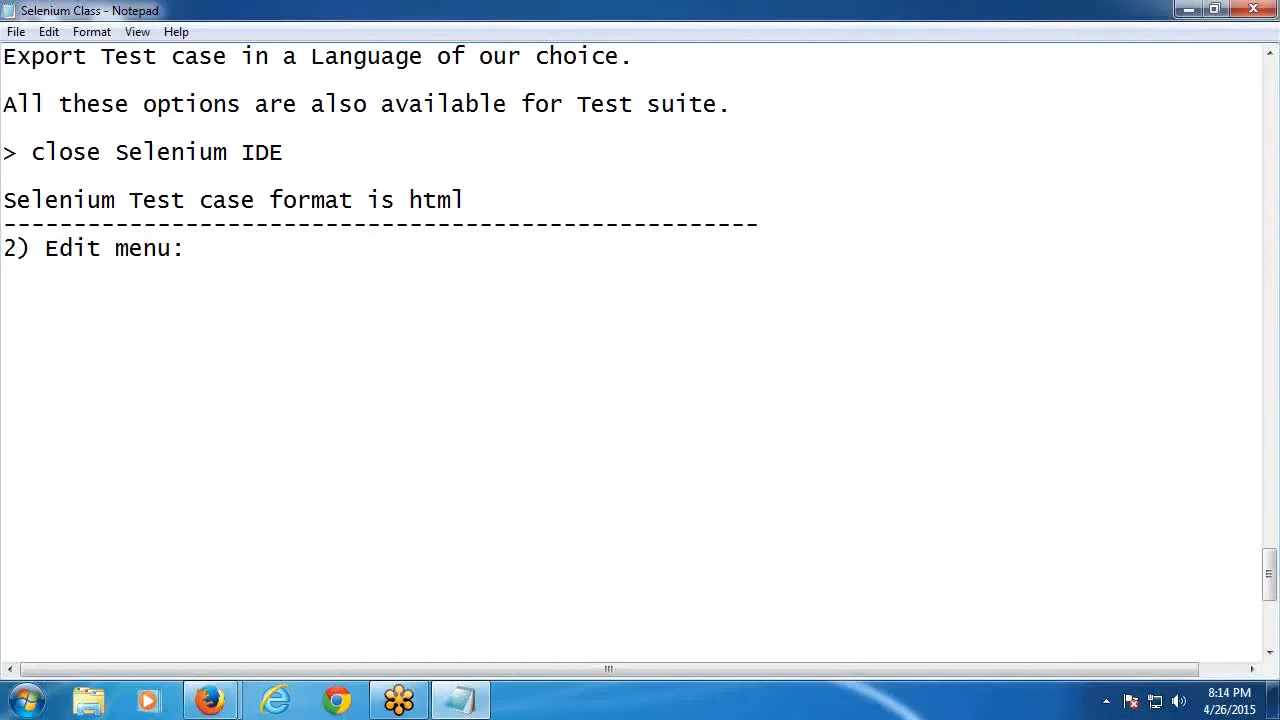 Selenium Class - Notepad
File Edit Format View Help
Export Test case in a Language of our choice.
All these options are also available for Test suite.
> close Selenium IDE
Selenium Test case format is html
------------------------------------------------------
2) Edit menu:
8:14 PM
4/26/2015